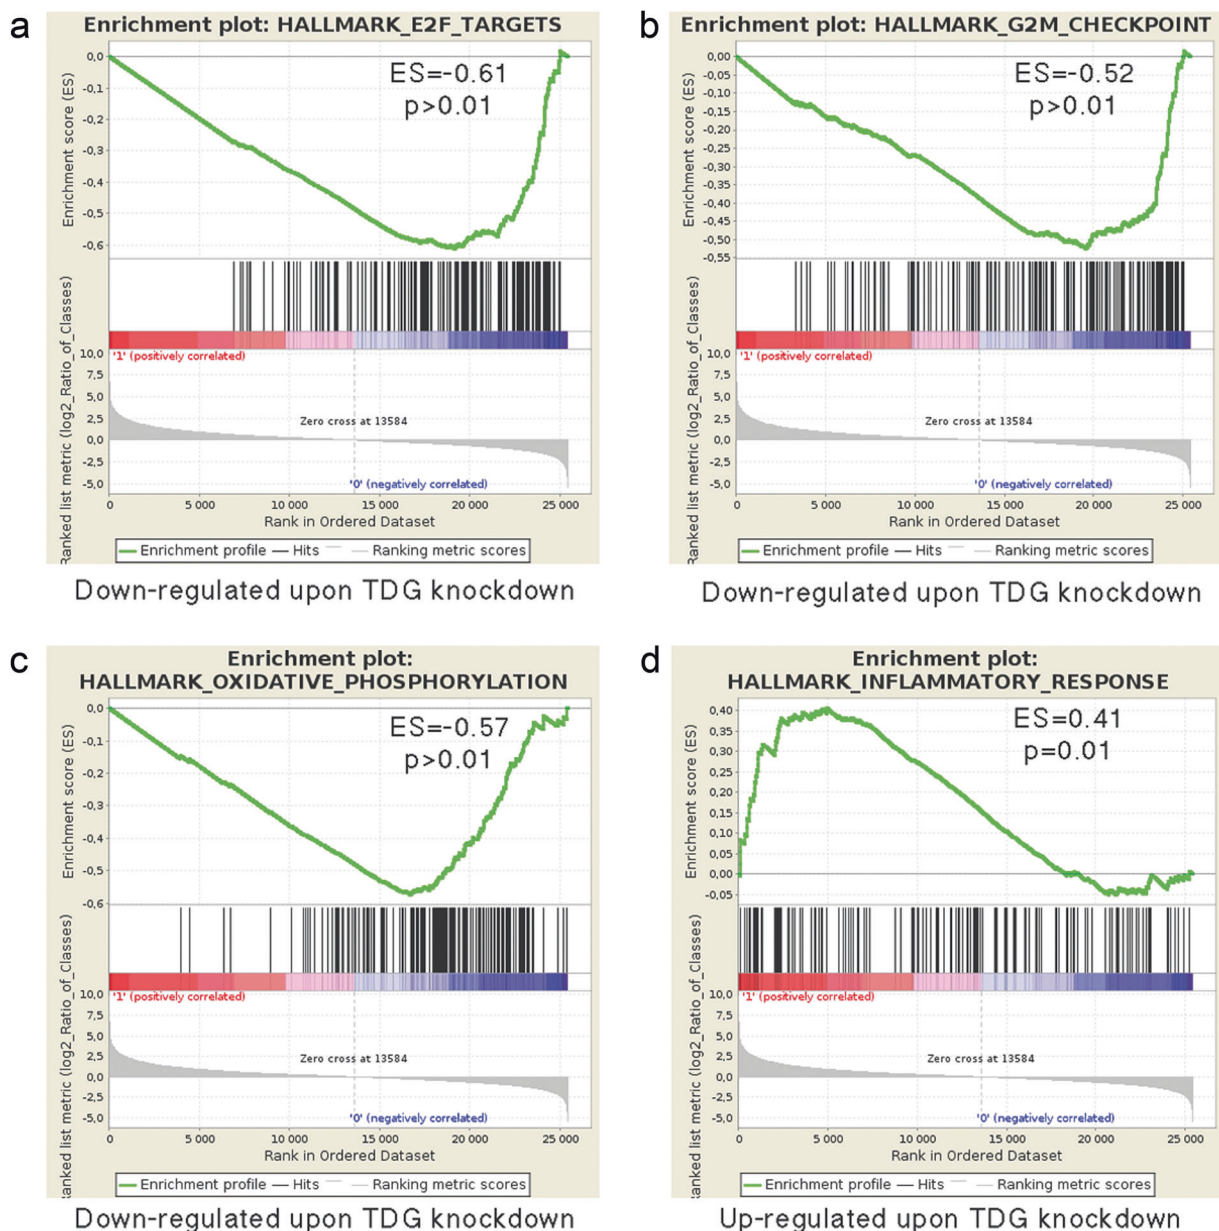 a
Enrichment plot: HALLMARK_E2F_TARGETS
Enrichment score (ES)
0,0
-0,1
-0,2
-0,3
-0,4
-0,5
-0,6
ES=-0.61
p>0.01
Ranked list metric (log2_Ratio_of_Classes)
'1' (positively correlated)
10,0
7,5
5,0
2,5
0,0
-2,5
-5,0
Zero cross at 13584
'0' (negatively correlated)
0 5 000 10 000 15 000 20 000 25 000
Rank in Ordered Dataset
Enrichment profile Hits Ranking metric scores
Down-regulated upon TDG knockdown
b
Enrichment plot: HALLMARK_G2M_CHECKPOINT
Enrichment score (ES)
0,00
-0,05
-0,10
-0,15
-0,20
-0,25
-0,30
-0,35
-0,40
-0,45
-0,50
-0,55
ES=-0.52
p>0.01
Ranked list metric (log2_Ratio_of_Classes)
'1' (positively correlated)
10,0
7,5
5,0
2,5
0,0
-2,5
-5,0
Zero cross at 13584
'0' (negatively correlated)
0 5 000 10 000 15 000 20 000 25 000
Rank in Ordered Dataset
Enrichment profile Hits Ranking metric scores
Down-regulated upon TDG knockdown
c
Enrichment plot:
HALLMARK_OXIDATIVE_PHOSPHORYLATION
Enrichment score (ES)
0,0
-0,1
-0,2
-0,3
-0,4
-0,5
-0,6
ES=-0.57
p>0.01
list metric (log2_Ratio_of_Classes)
'1' (positively correlated)
10,0
7,5
5,0
2,5
0,0
-2,5
-5,0
Zero cross at 13584
'0' (negatively correlated)
0 5 000 10 000 15 000 20 000 25 000
Rank in Ordered Dataset
Enrichment profile Hits Ranking metric scores
Down-regulated upon TDG knockdown
d
Enrichment plot:
HALLMARK_INFLAMMATORY_RESPONSE
Enrichment score (ES)
0,40
0,35
0,30
0,25
0,20
0,15
0,10
0,05
0,00
-0,05
ES=0.41
p=0.01
list metric (log2_Ratio_of_Classes)
'1' (positively correlated)
10,0
7,5
5,0
2,5
0,0
-2,5
-5,0
Zero cross at 13584
'0' (negatively correlated)
0 5 000 10 000 15 000 20 000 25 000
Rank in Ordered Dataset
Enrichment profile Hits Ranking metric scores
Up-regulated upon TDG knockdown